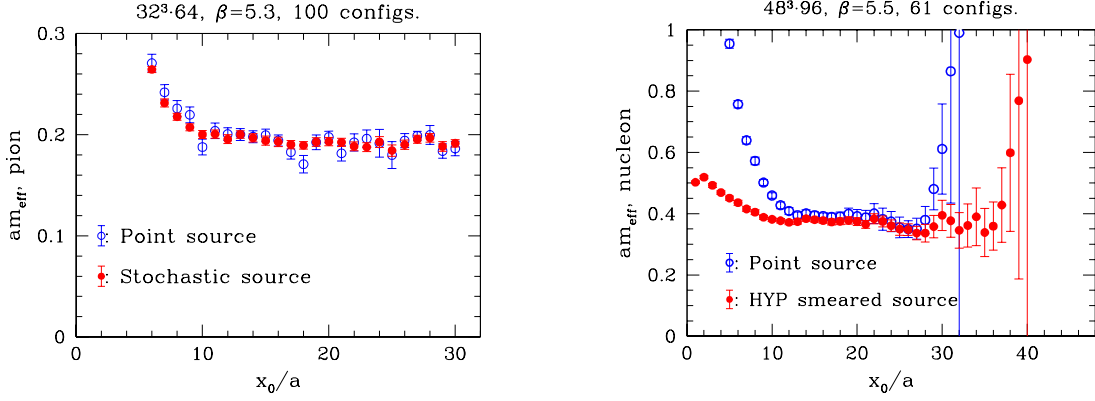 32³·64, β=5.3, 100 configs.
am_eff, pion
0.3
0.2
0.1
0
Point source
: Stochastic source
0
10
20
30
x₀/a
48³·96, β=5.5, 61 configs.
am_eff, nucleon
1
0.8
0.6
0.4
0.2
0
: Point source
: HYP smeared source
0
10
20
30
40
x₀/a